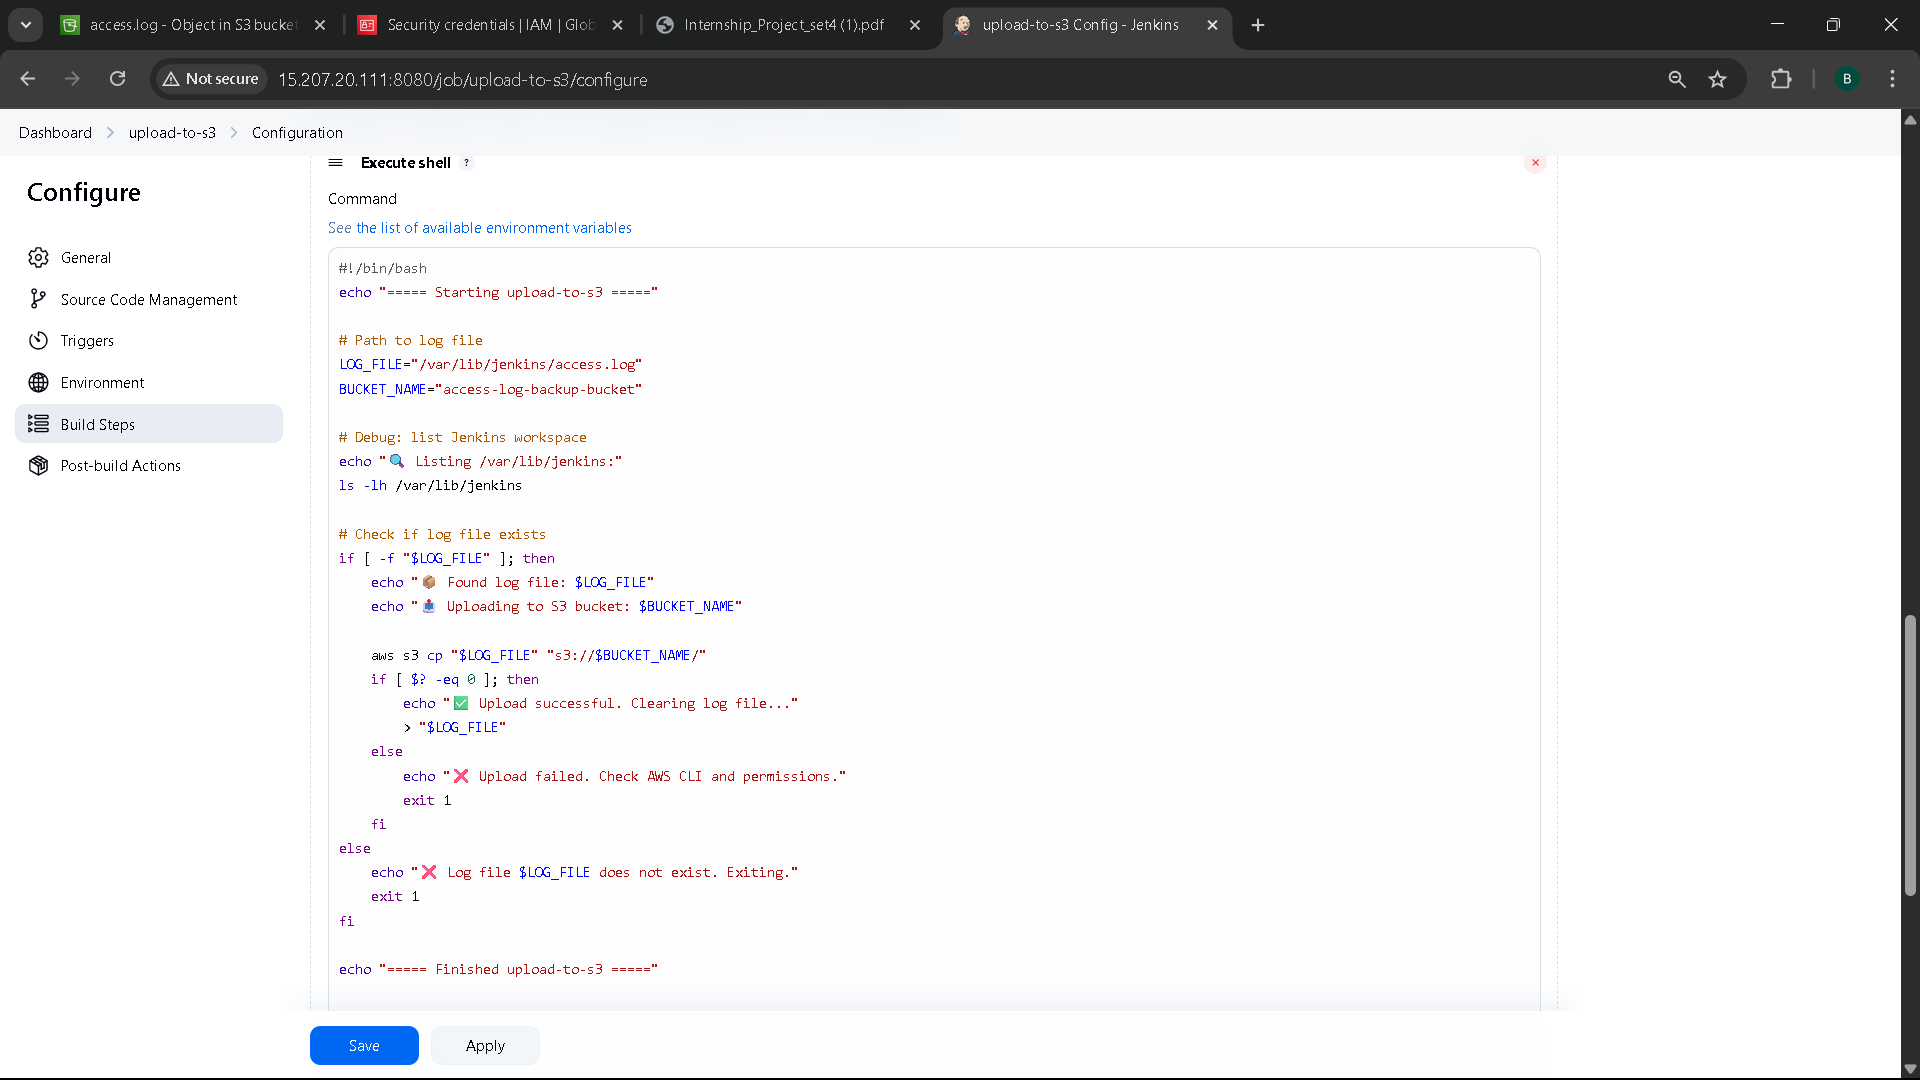 access.log - Object in S3 bucket
Security credentials | IAM | Glob
Internship_Project_set4 (1).pdf
upload-to-s3 Config - Jenkins
Not secure
15.207.20.111:8080/job/upload-to-s3/configure
B
Dashboard
upload-to-s3
Configuration
Configure
General
Source Code Management
Triggers
Environment
Build Steps
Post-build Actions
Execute shell ?
Command
See the list of available environment variables
#!/bin/bash
echo "===== Starting upload-to-s3 ====="
# Path to log file
LOG_FILE="/var/lib/jenkins/access.log"
BUCKET_NAME="access-log-backup-bucket"
# Debug: list Jenkins workspace
echo "🔍 Listing /var/lib/jenkins:"
ls -lh /var/lib/jenkins
# Check if log file exists
if [ -f "$LOG_FILE" ]; then
    echo "📦 Found log file: $LOG_FILE"
    echo "📤 Uploading to S3 bucket: $BUCKET_NAME"
    aws s3 cp "$LOG_FILE" "s3://$BUCKET_NAME/"
    if [ $? -eq 0 ]; then
        echo "✅ Upload successful. Clearing log file..."
        > "$LOG_FILE"
    else
        echo "❌ Upload failed. Check AWS CLI and permissions."
        exit 1
    fi
else
    echo "❌ Log file $LOG_FILE does not exist. Exiting."
    exit 1
fi
echo "===== Finished upload-to-s3 ====="
Save
Apply